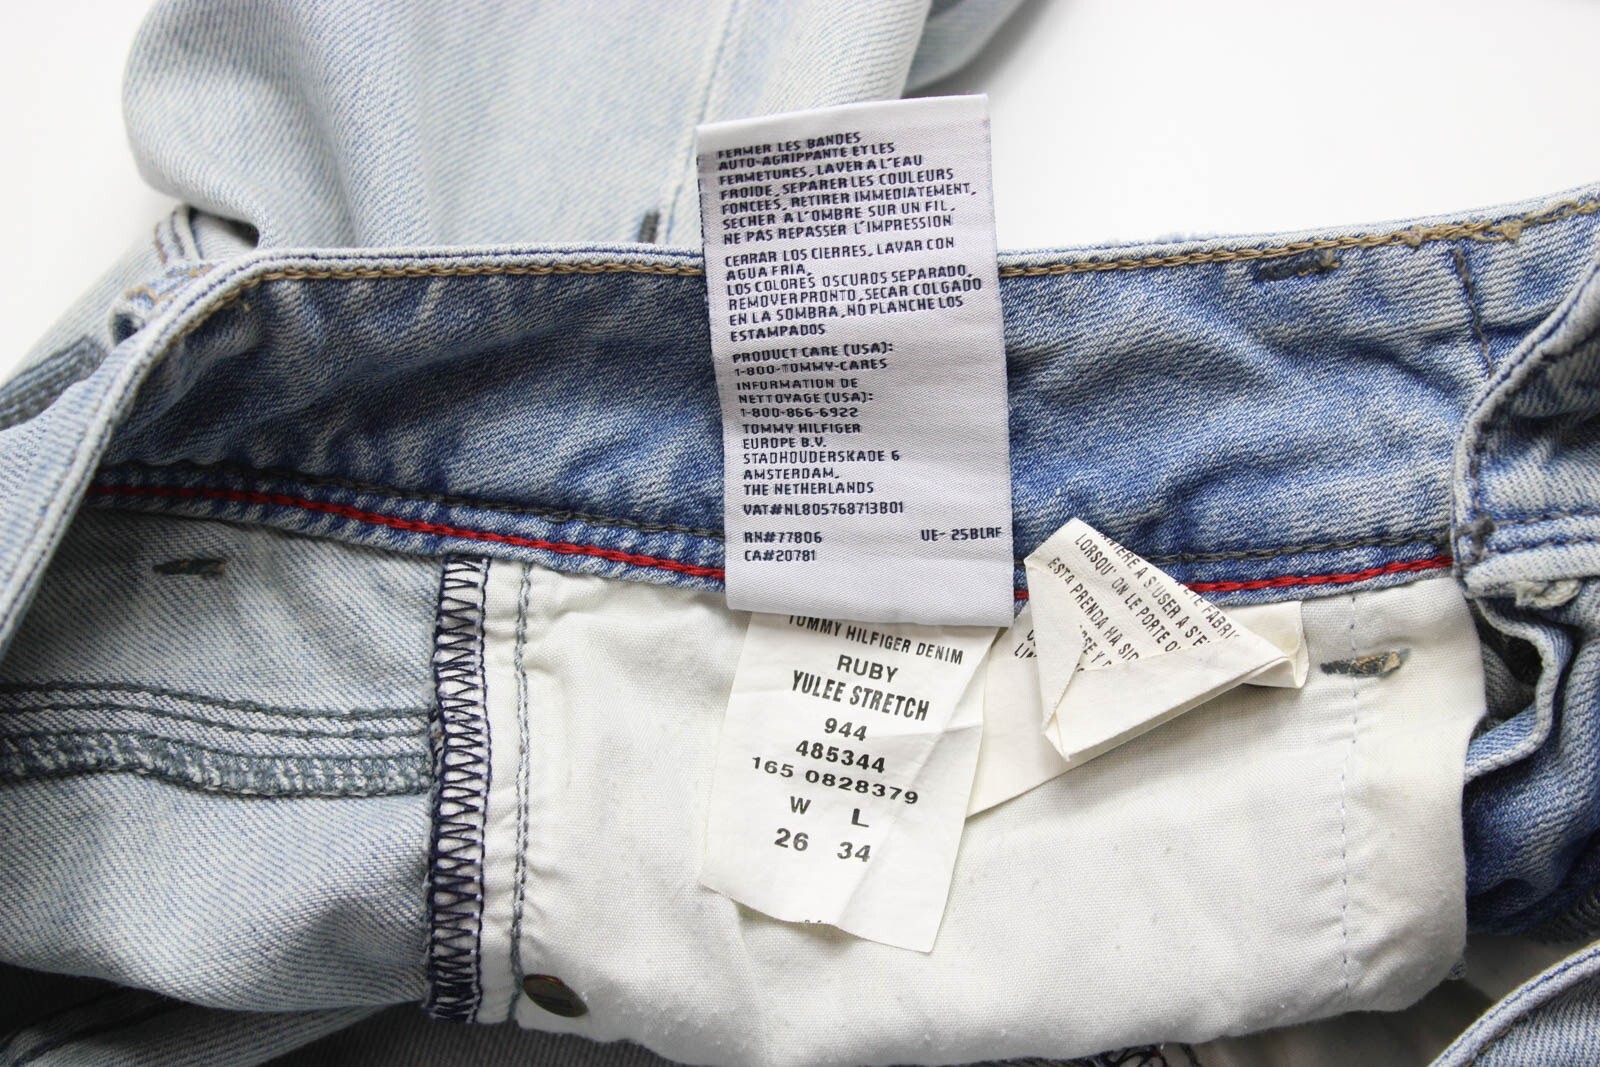 FERMER LES BANDES
AUTO-AGRIPPANTE ET LES
FERMETURES, LAVER A L'EAU
FROIDE, SEPARER LES COULEURS
FONCEES, RETIRER IMMEDIATEMENT,
SECHER A L'OMBRE SUR UN FIL,
NE PAS REPASSER L'IMPRESSION
CERRAR LOS CIERRES, LAVAR CON
AGUA FRIA,
LOS COLORES OSCUROS SEPARADO,
REMOVER PRONTO, SECAR COLGADO
EN LA SOMBRA, NO PLANCHE LOS
ESTAMPADOS
PRODUCT CARE (USA):
1-800-TOMMY-CARES
INFORMATION DE
NETTOYAGE (USA):
1-800-866-6922
TOMMY HILFIGER
EUROPE B.V.
STADHOUDERSKADE 6
AMSTERDAM,
THE NETHERLANDS
VAT#NL805768713B01
RN#77806 UE- 25BLRF
CA#20781
TOMMY HILFIGER DENIM
RUBY
YULEE STRETCH
944
485344
165 0828379
W L
26 34
A S'USER A S'E
LORSQU' ON LE PORTE
ESTA PRENDA HA SID